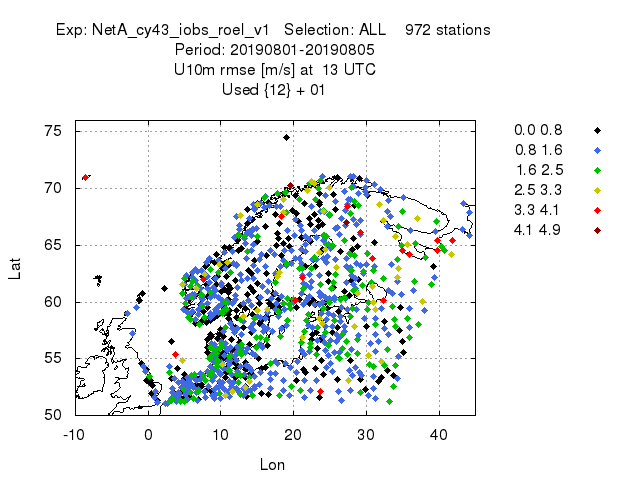 Exp: NetA_cy43_iobs_roel_v1 Selection: ALL 972 stations
Period: 20190801-20190805
U10m rmse [m/s] at 13 UTC
Used {12} + 01
0.0 0.8
0.8 1.6
1.6 2.5
2.5 3.3
3.3 4.1
4.1 4.9
75
70
65
60
55
50
Lat
-10 0 10 20 30 40
Lon